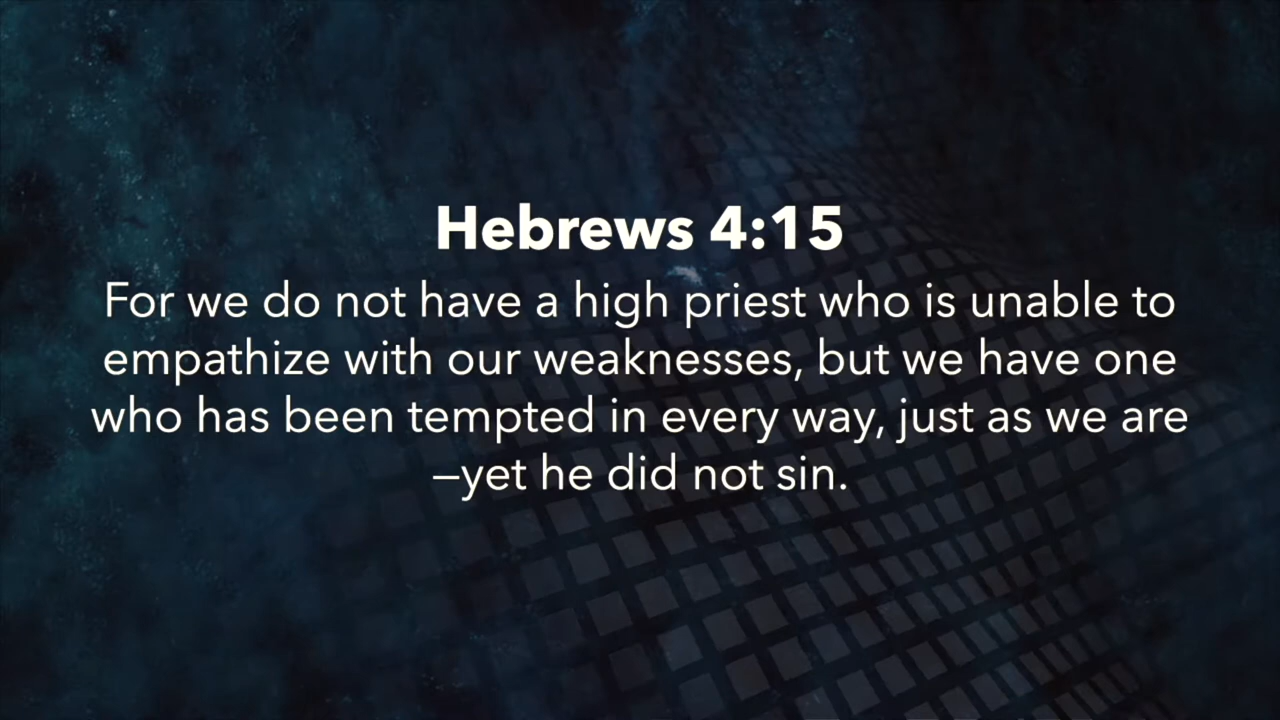 Hebrews 4:15
For we do not have a high priest who is unable to
empathize with our weaknesses, but we have one
who has been tempted in every way, just as we are
—yet he did not sin.